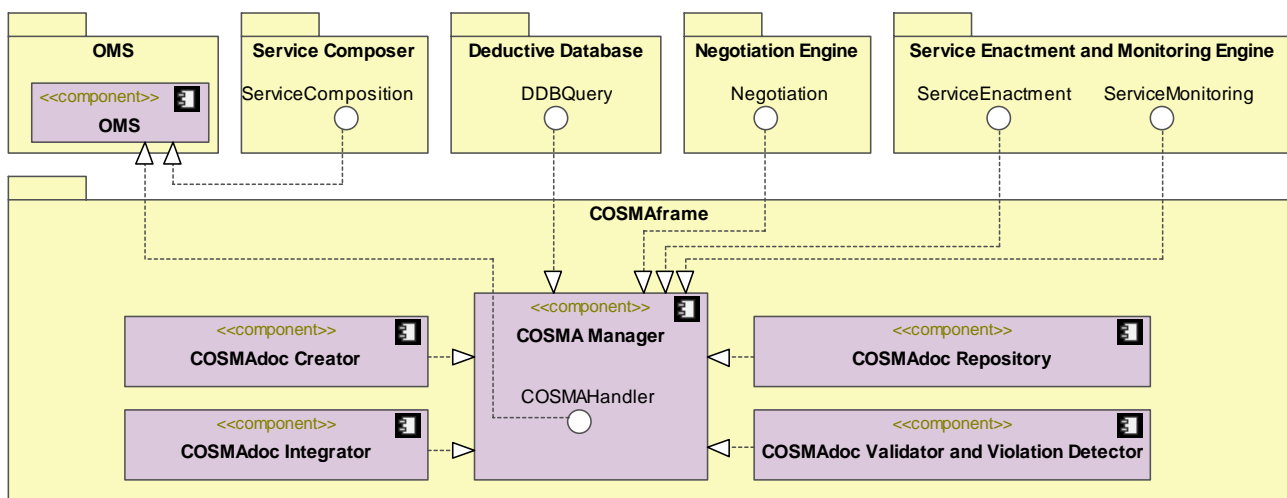 OMS
<<component>>
OMS
Service Composer
ServiceComposition
Deductive Database
DDBQuery
Negotiation Engine
Negotiation
Service Enactment and Monitoring Engine
ServiceEnactment
ServiceMonitoring
COSMAframe
<<component>>
COSMA Manager
COSMAHandler
<<component>>
COSMAdoc Creator
<<component>>
COSMAdoc Repository
<<component>>
COSMAdoc Integrator
<<component>>
COSMAdoc Validator and Violation Detector